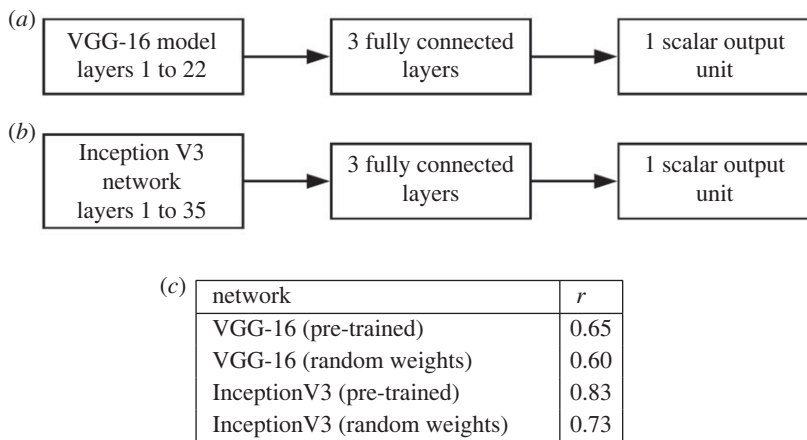 (a)
VGG-16 model
layers 1 to 22
3 fully connected
layers
1 scalar output
unit
(b)
Inception V3
network
layers 1 to 35
3 fully connected
layers
1 scalar output
unit
(c)
network r
VGG-16 (pre-trained) 0.65
VGG-16 (random weights) 0.60
InceptionV3 (pre-trained) 0.83
InceptionV3 (random weights) 0.73